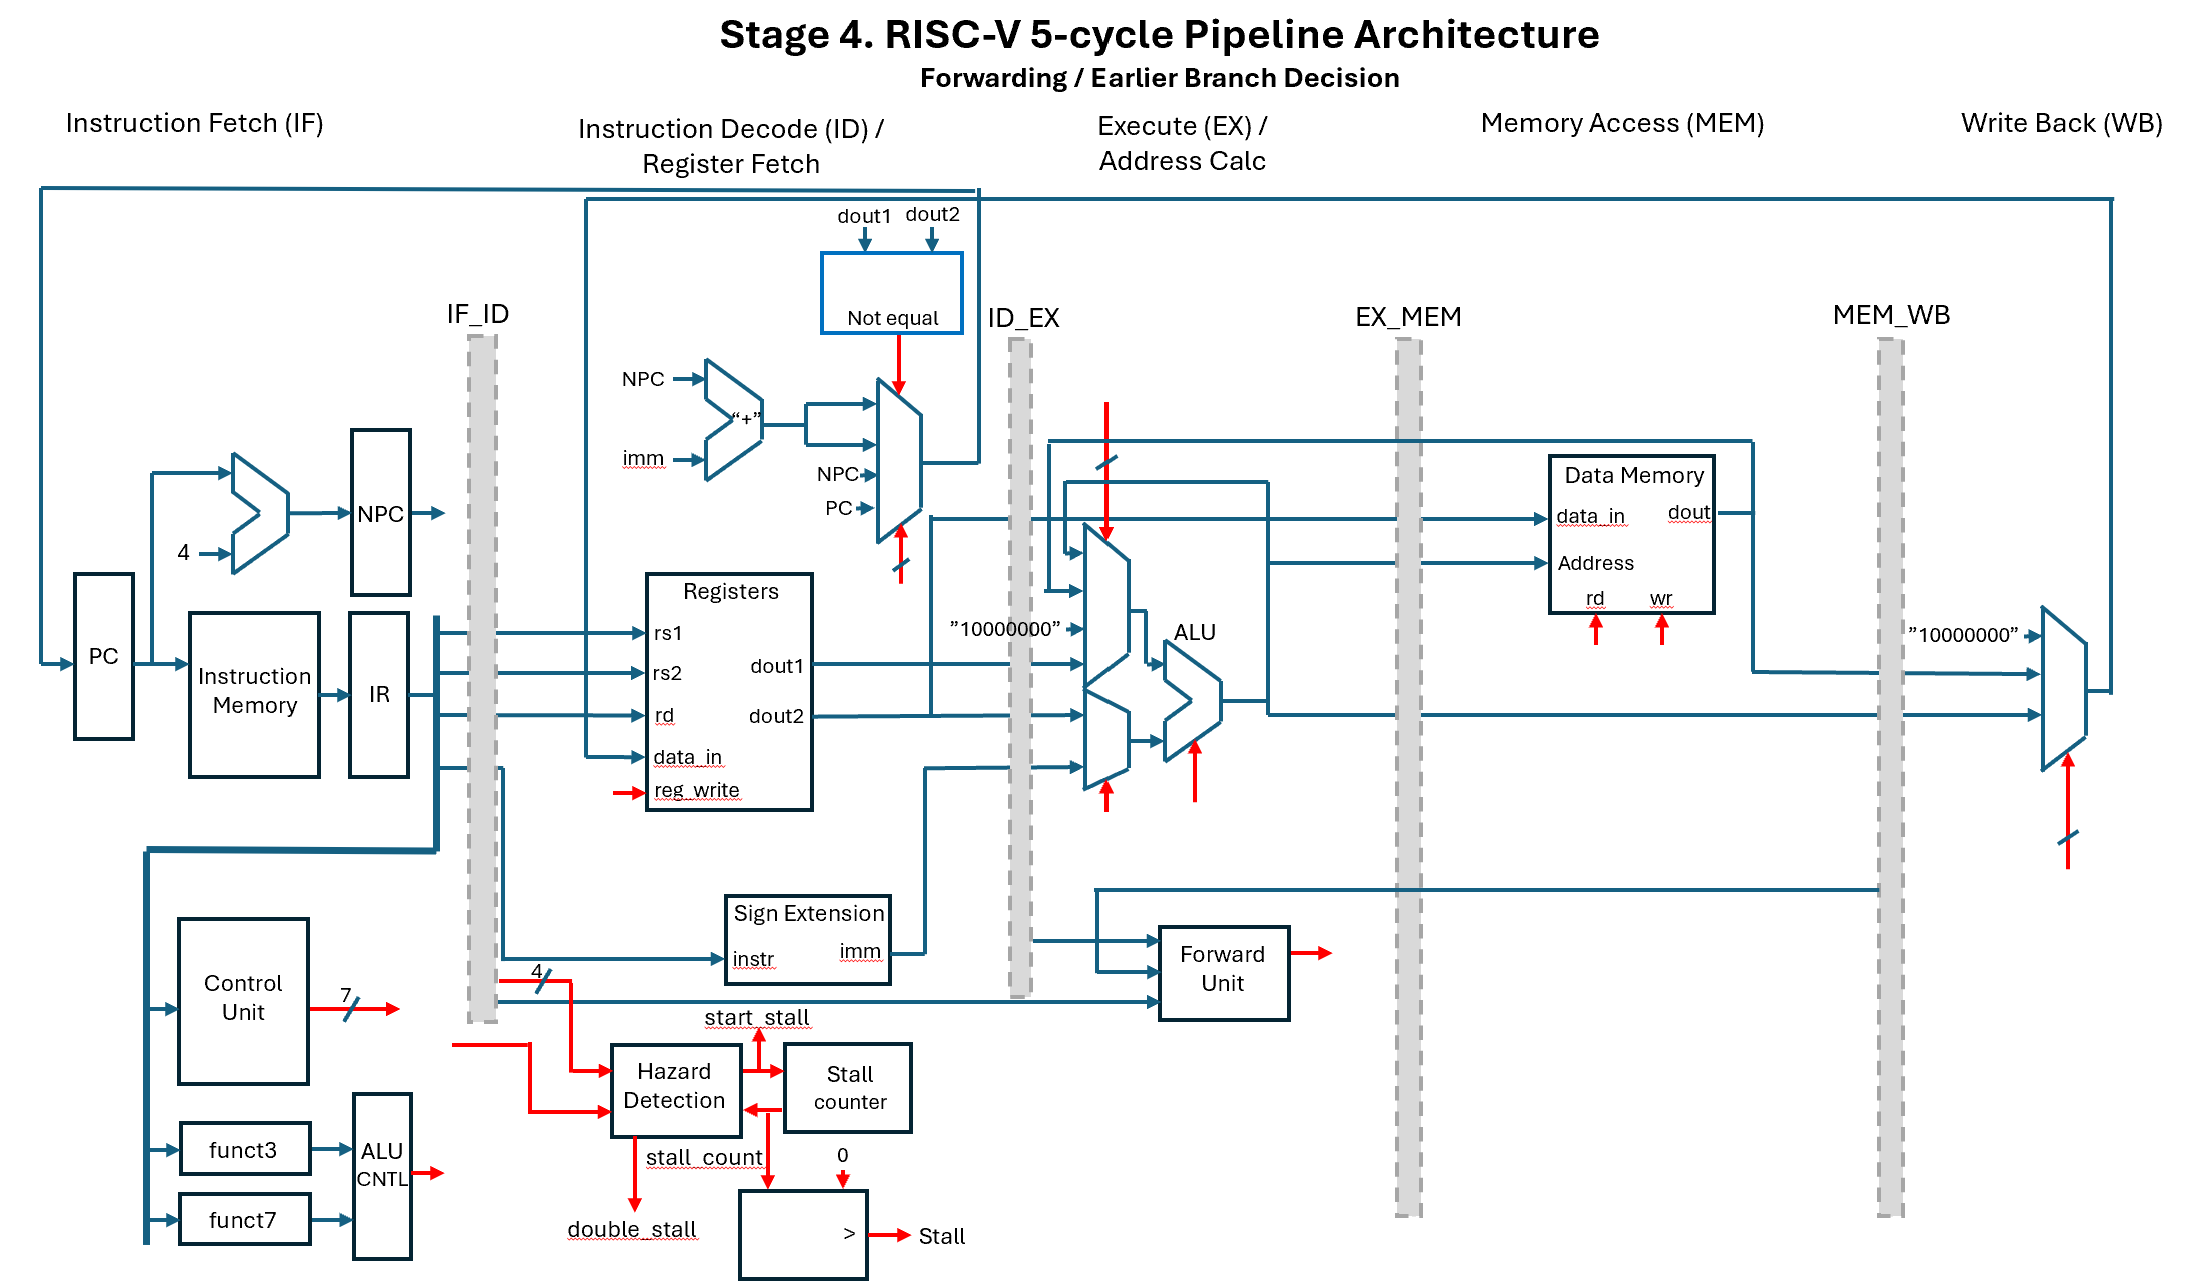 Stage 4. RISC-V 5-cycle Pipeline Architecture
Forwarding / Earlier Branch Decision
Instruction Fetch (IF)
Instruction Decode (ID) /
Register Fetch
Execute (EX) /
Address Calc
Memory Access (MEM)
Write Back (WB)
dout1
dout2
Not equal
IF_ID
ID_EX
EX_MEM
MEM_WB
NPC
"+"
imm
NPC
PC
NPC
4
PC
Instruction
Memory
IR
Registers
rs1
rs2
rd
data_in
reg_write
dout1
dout2
"10000000"
ALU
Data Memory
data_in
dout
Address
rd
wr
"10000000"
Sign Extension
instr
imm
Forward
Unit
Control
Unit
7
4
start_stall
Hazard
Detection
Stall
counter
stall_count
0
double_stall
>
Stall
funct3
funct7
ALU
CNTL